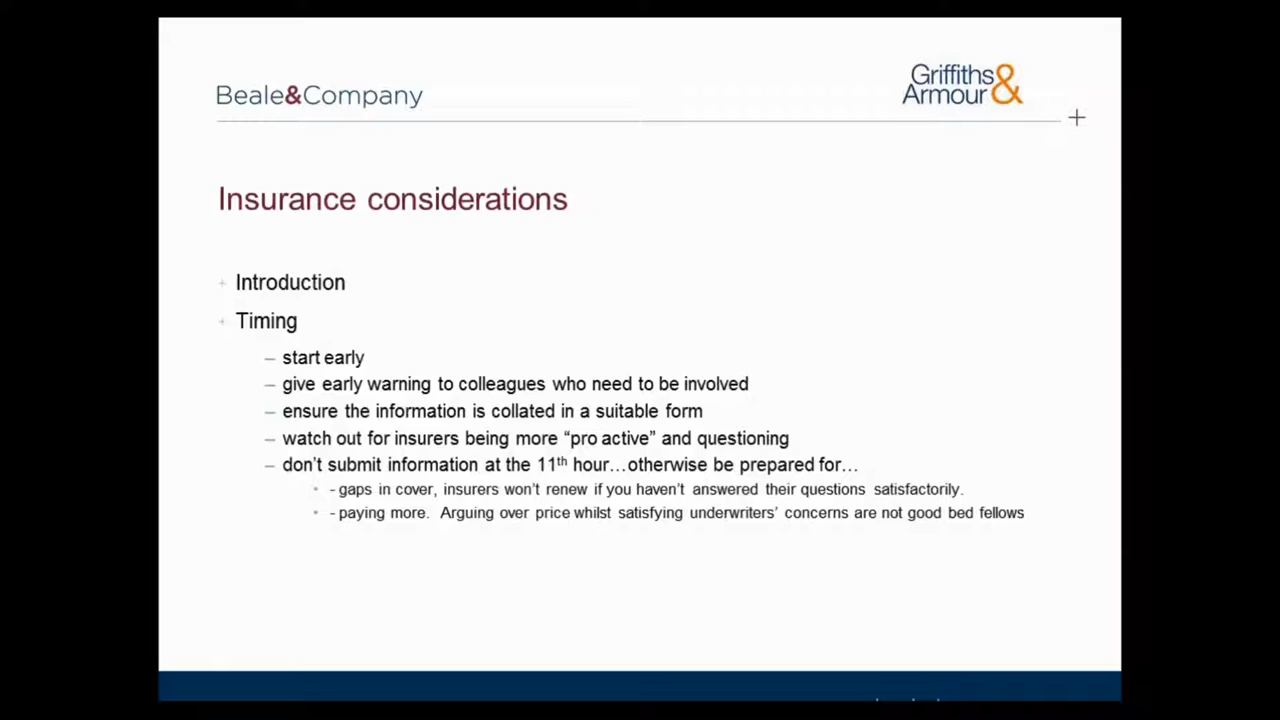 Beale&Company
Griffiths&
Armour
Insurance considerations
Introduction
Timing
– start early
– give early warning to colleagues who need to be involved
– ensure the information is collated in a suitable form
– watch out for insurers being more “pro active” and questioning
– don’t submit information at the 11th hour…otherwise be prepared for…
- gaps in cover, insurers won’t renew if you haven’t answered their questions satisfactorily.
- paying more. Arguing over price whilst satisfying underwriters’ concerns are not good bed fellows